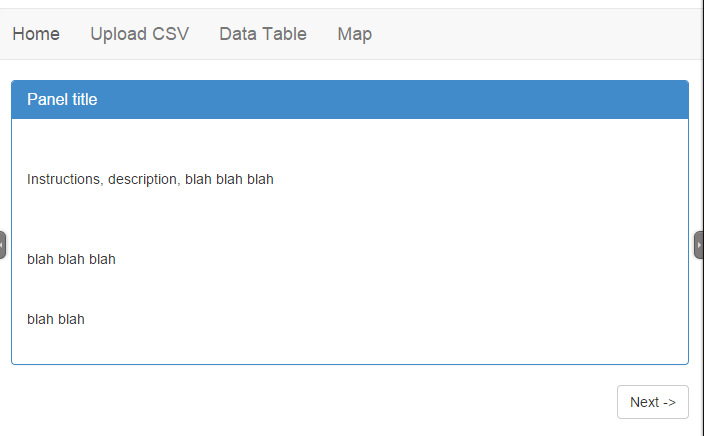 Home Upload CSV Data Table Map
Panel title
Instructions, description, blah blah blah
blah blah blah
blah blah
Next ->